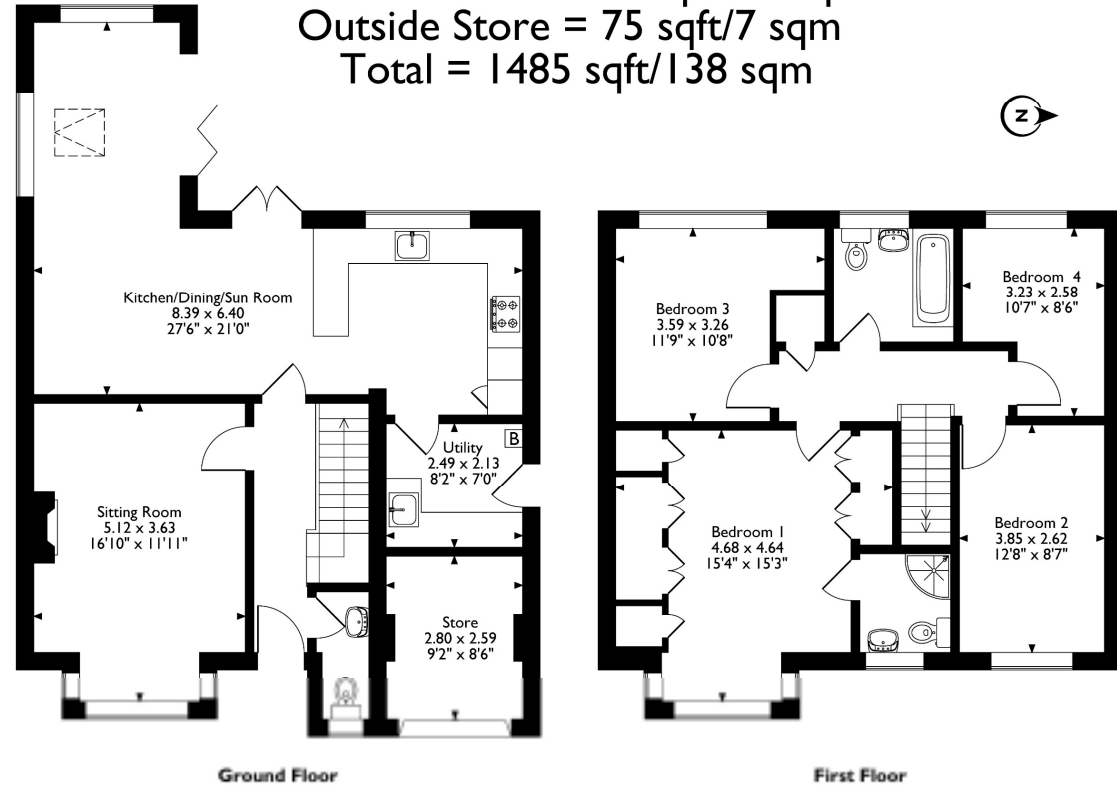 Outside Store = 75 sqft/7 sqm
Total = 1485 sqft/138 sqm
N
Kitchen/Dining/Sun Room
8.39 x 6.40
27'6" x 21'0"
Utility
2.49 x 2.13
8'2" x 7'0"
B
Sitting Room
5.12 x 3.63
16'10" x 11'11"
Store
2.80 x 2.59
9'2" x 8'6"
Ground Floor
Bedroom 3
3.59 x 3.26
11'9" x 10'8"
Bedroom 4
3.23 x 2.58
10'7" x 8'6"
Bedroom 1
4.68 x 4.64
15'4" x 15'3"
Bedroom 2
3.85 x 2.62
12'8" x 8'7"
First Floor